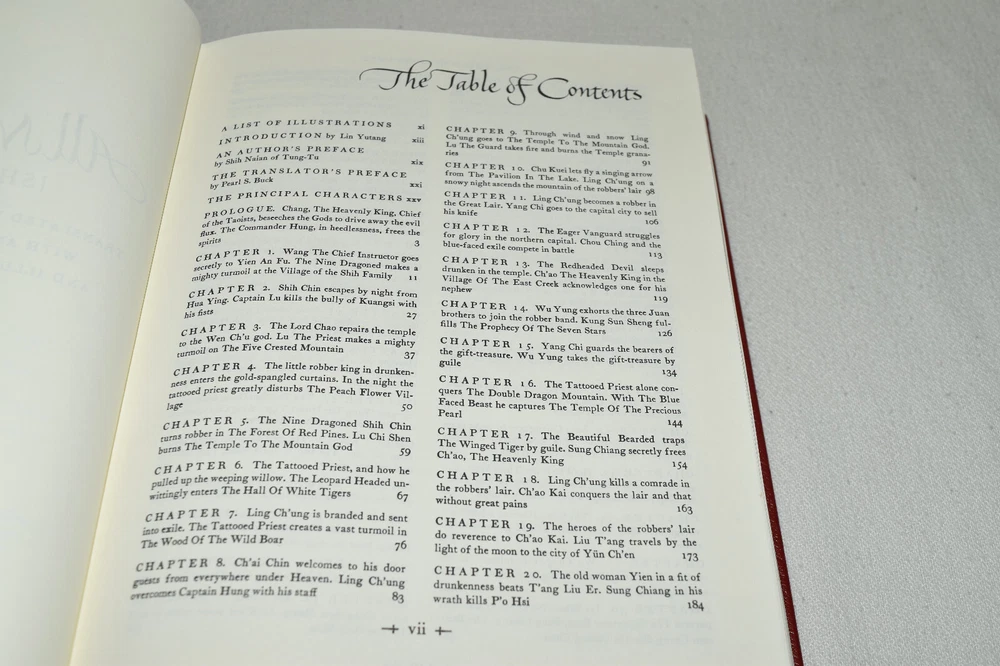 The Table of Contents
A LIST OF ILLUSTRATIONS xi
INTRODUCTION by Lin Yutang xiii
AN AUTHOR'S PREFACE
by Shih Naian of Tung-Tu xix
THE TRANSLATOR'S PREFACE
by Pearl S. Buck xxi
THE PRINCIPAL CHARACTERS xxv
PROLOGUE. Chang, The Heavenly King, Chief
of the Taoists, beseeches the Gods to drive away the evil
flux. The Commander Hung, in heedlessness, frees the
spirits 3
CHAPTER 1. Wang The Chief Instructor goes
secretly to Yien An Fu. The Nine Dragoned makes a
mighty turmoil at the Village of the Shih Family 11
CHAPTER 2. Shih Chin escapes by night from
Hua Ying. Captain Lu kills the bully of Kuangsi with
his fists 27
CHAPTER 3. The Lord Chao repairs the temple
to the Wen Ch'u god. Lu The Priest makes a mighty
turmoil on The Five Crested Mountain 37
CHAPTER 4. The little robber king in drunken-
ness enters the gold-spangled curtains. In the night the
tattooed priest greatly disturbs The Peach Flower Vil-
lage 50
CHAPTER 5. The Nine Dragoned Shih Chin
turns robber in The Forest Of Red Pines. Lu Chi Shen
burns The Temple To The Mountain God 59
CHAPTER 6. The Tattooed Priest, and how he
pulled up the weeping willow. The Leopard Headed un-
wittingly enters The Hall Of White Tigers 67
CHAPTER 7. Ling Ch'ung is branded and sent
into exile. The Tattooed Priest creates a vast turmoil in
The Wood Of The Wild Boar 76
CHAPTER 8. Ch'ai Chin welcomes to his door
guests from everywhere under Heaven. Ling Ch'ung
overcomes Captain Hung with his staff 83
CHAPTER 9. Through wind and snow Ling
Ch'ung goes to The Temple To The Mountain God.
Lu The Guard takes fire and burns the Temple grana-
ries 91
CHAPTER 10. Chu Kuei lets fly a singing arrow
from The Pavilion In The Lake. Ling Ch'ung on a
snowy night ascends the mountain of the robbers' lair 98
CHAPTER 11. Ling Ch'ung becomes a robber in
the Great Lair. Yang Chi goes to the capital city to sell
his knife 106
CHAPTER 12. The Eager Vanguard struggles
for glory in the northern capital. Chou Ching and the
blue-faced exile compete in battle 113
CHAPTER 13. The Redheaded Devil sleeps
drunken in the temple. Ch'ao The Heavenly King in the
Village Of The East Creek acknowledges one for his
nephew 119
CHAPTER 14. Wu Yung exhorts the three Juan
brothers to join the robber band. Kung Sun Sheng ful-
fills The Prophecy Of The Seven Stars 126
CHAPTER 15. Yang Chi guards the bearers of
the gift-treasure. Wu Yung takes the gift-treasure by
guile 134
CHAPTER 16. The Tattooed Priest alone con-
quers The Double Dragon Mountain. With The Blue
Faced Beast he captures The Temple Of The Precious
Pearl 144
CHAPTER 17. The Beautiful Bearded traps
The Winged Tiger by guile. Sung Chiang secretly frees
Ch'ao, The Heavenly King 154
CHAPTER 18. Ling Ch'ung kills a comrade in
the robbers' lair. Ch'ao Kai conquers the lair and that
without great pains 163
CHAPTER 19. The heroes of the robbers' lair
do reverence to Ch'ao Kai. Liu T'ang travels by the
light of the moon to the city of Yün Ch'en 173
CHAPTER 20. The old woman Yien in a fit of
drunkenness beats T'ang Liu Er. Sung Chiang in his
wrath kills P'o Hsi 184
vii